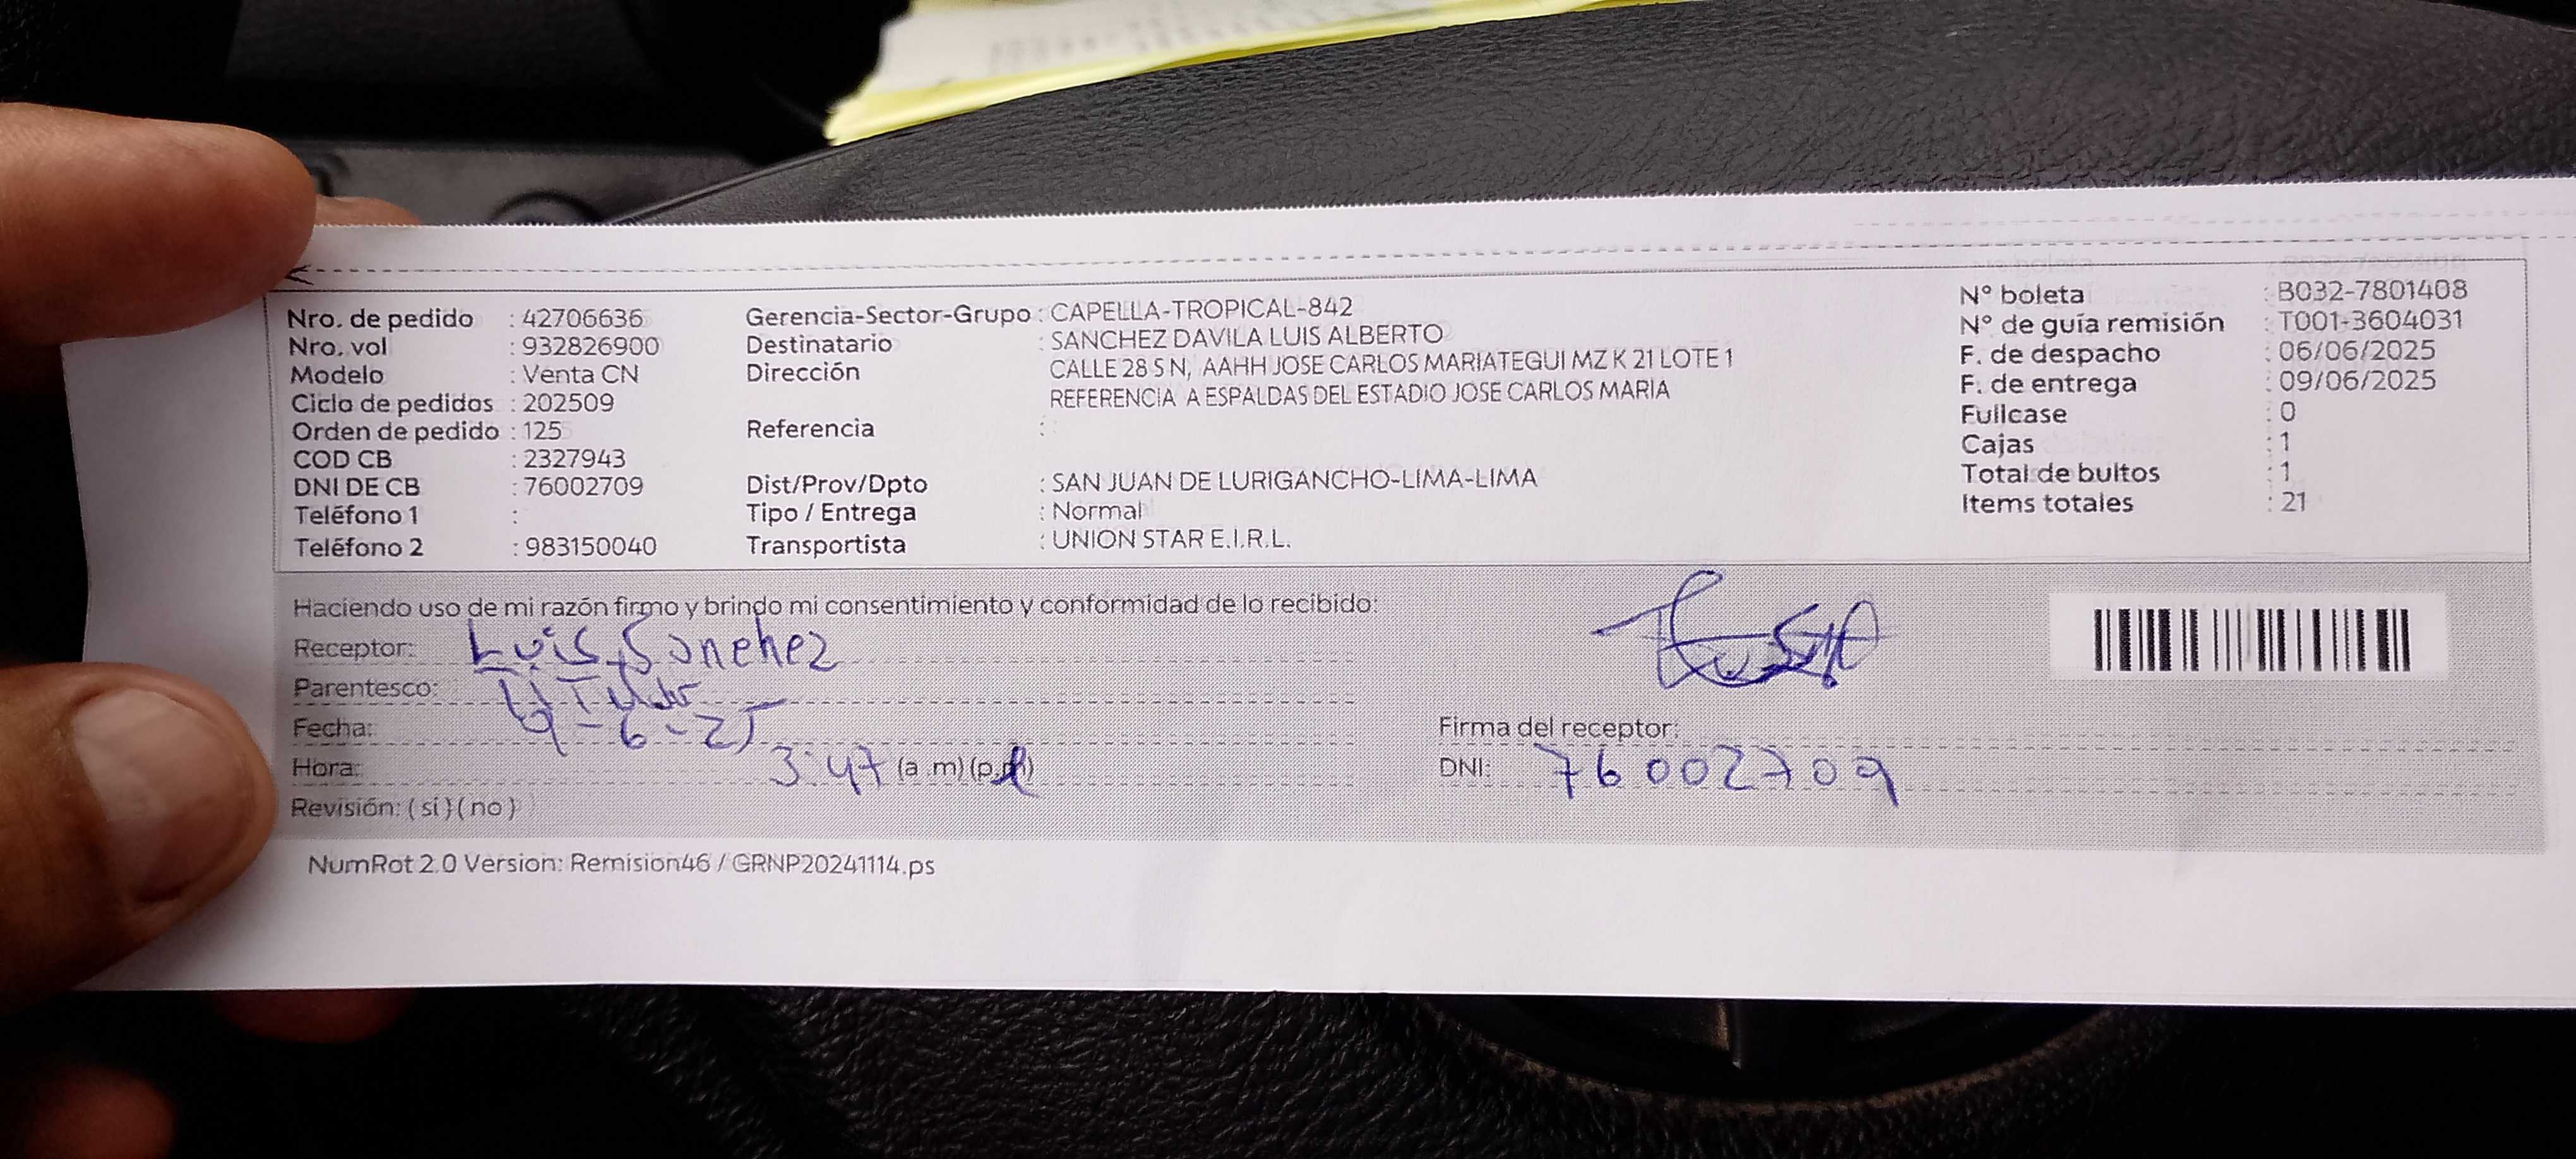 Nro. de pedido : 42706636
Nro. vol : 932826900
Modelo : Venta CN
Ciclo de pedidos : 202509
Orden de pedido : 125
COD CB : 2327943
DNI DE CB : 76002709
Teléfono 1 :
Teléfono 2 : 983150040
Gerencia-Sector-Grupo : CAPELLA-TROPICAL-842
Destinatario : SANCHEZ DAVILA LUIS ALBERTO
Dirección CALLE 28 S N, AAHH JOSE CARLOS MARIATEGUI MZ K 21 LOTE 1
REFERENCIA A ESPALDAS DEL ESTADIO JOSE CARLOS MARIA
Referencia :
Dist/Prov/Dpto : SAN JUAN DE LURIGANCHO-LIMA-LIMA
Tipo / Entrega : Normal
Transportista : UNION STAR E.I.R.L.
N° boleta : B032-7801408
N° de guía remisión : T001-3604031
F. de despacho : 06/06/2025
F. de entrega : 09/06/2025
Fullcase : 0
Cajas : 1
Total de bultos : 1
Items totales : 21
Haciendo uso de mi razón firmo y brindo mi consentimiento y conformidad de lo recibido:
Receptor: Luis Sanchez
Parentesco:
Fecha: 9-6-25
Hora: 3:47 (a .m) (p.m)
Revisión: ( sí ) ( no )
Firma del receptor:
DNI: 76002709
NumRot 2.0 Version: Remision46 / GRNP20241114.ps